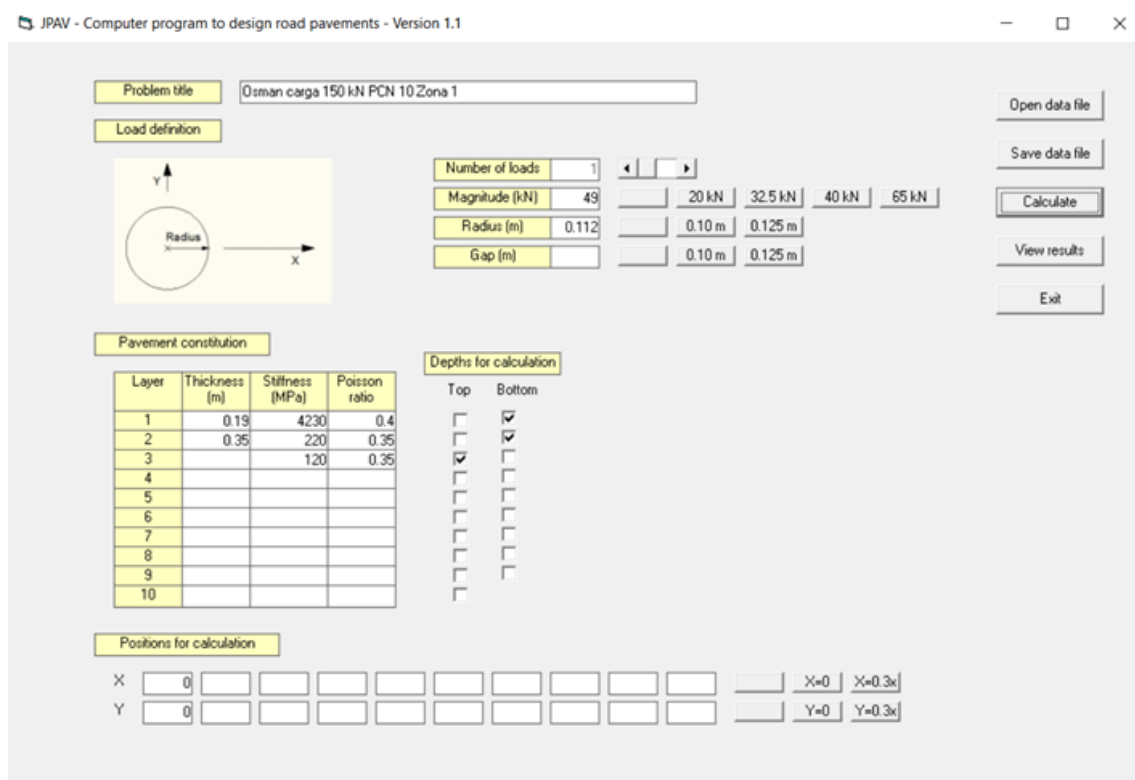 JPAV - Computer program to design road pavements - Version 1.1
Problem title Osman carga 150 kN PCN 10 Zona 1
Open data file
Load definition
Save data file
Number of loads 1
Magnitude (kN) 49 20 kN 32.5 kN 40 kN 65 kN
Calculate
Radius (m) 0.112 0.10 m 0.125 m
Gap (m) 0.10 m 0.125 m
View results
Exit
Y
Radius
X
Pavement constitution
Depths for calculation
Layer Thickness (m) Stiffness (MPa) Poisson ratio Top Bottom
1 0.19 4230 0.4
2 0.35 220 0.35
3 120 0.35
4
5
6
7
8
9
10
Positions for calculation
X 0 X=0 X=0.3x
Y 0 Y=0 Y=0.3x